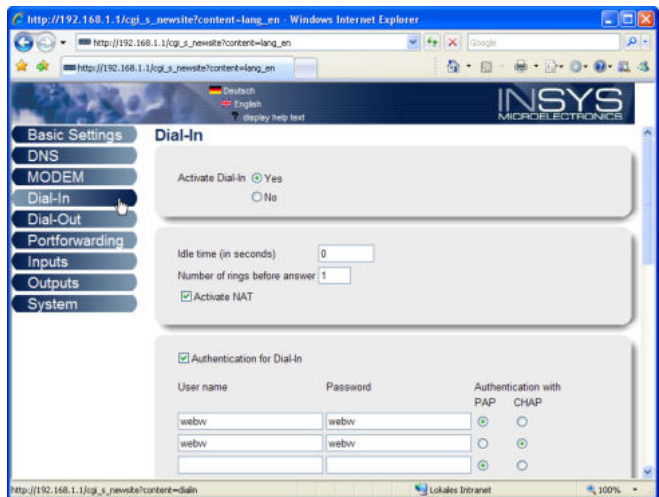 http://192.168.1.1/cgi_s_newsite?content=lang_en - Windows Internet Explorer
http://192.168.1.1/cgi_s_newsite?content=lang_en
Google
http://192.168.1.1/cgi_s_newsite?content=lang_en
Deutsch
English
display help text
INSYS
MICROELECTRONICS
Basic Settings
DNS
MODEM
Dial-In
Dial-Out
Portforwarding
Inputs
Outputs
System
Dial-In
Activate Dial-In Yes
No
Idle time (in seconds) 0
Number of rings before answer 1
Activate NAT
Authentication for Dial-In
User name Password Authentication with
PAP CHAP
webvv webvv
webvv webvv
http://192.168.1.1/cgi_s_newsite?content=dialin Lokales Intranet 100%